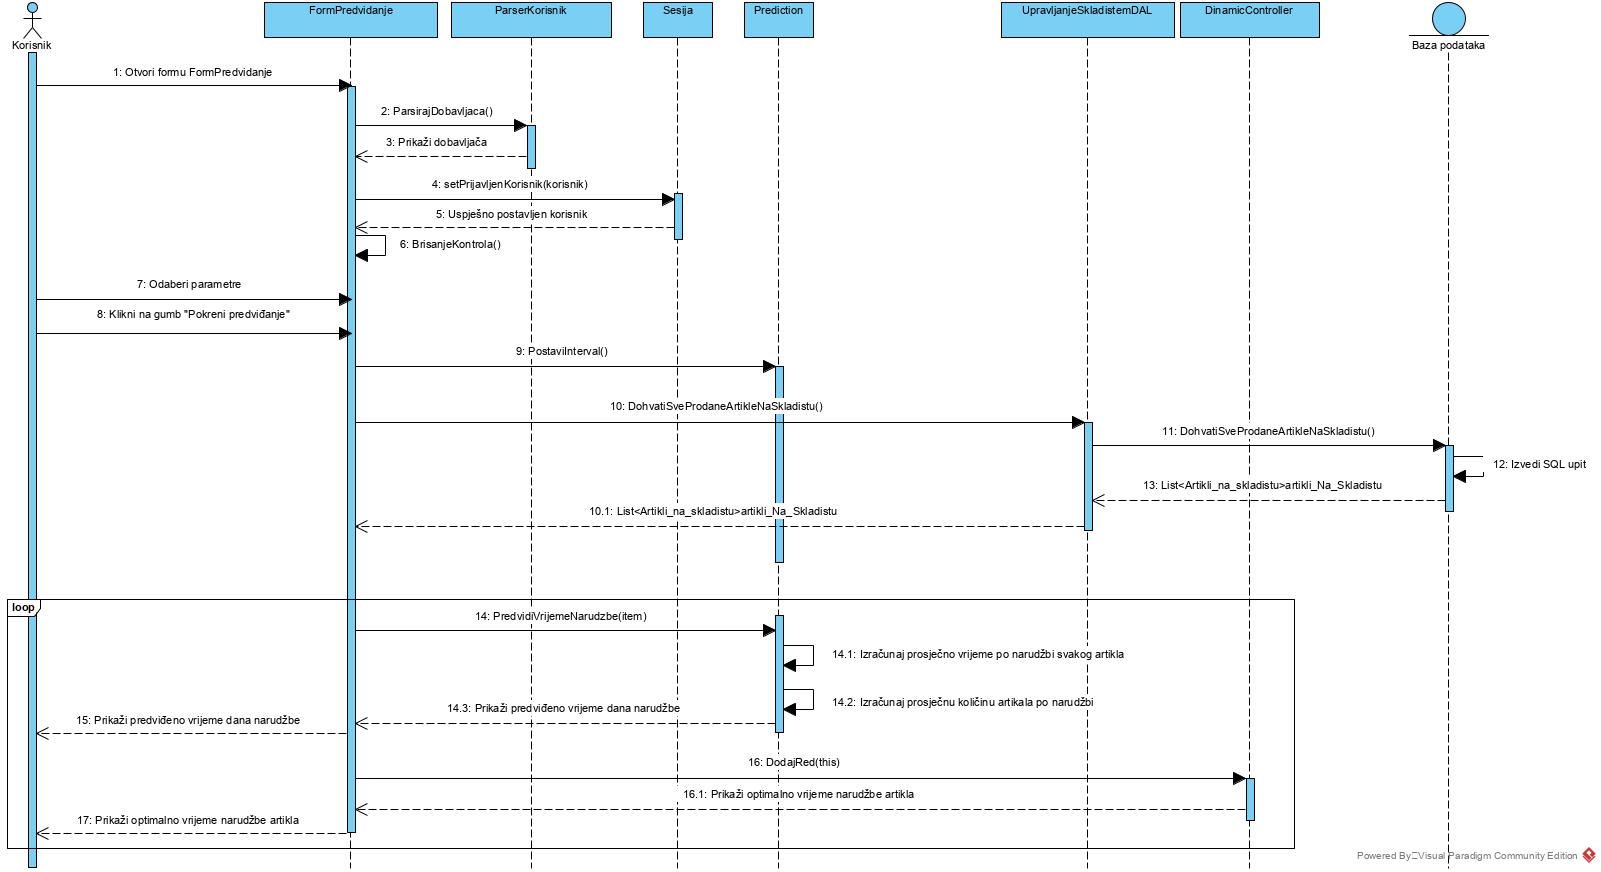 FormPredvidanje
ParserKorisnik
Sesija
Prediction
UpravljanjeSkladistemDAL
DinamicController
Korisnik
Baza podataka
1: Otvori formu FormPredvidanje
2: ParsirajDobavljaca()
3: Prikaži dobavljača
4: setPrijavljenKorisnik(korisnik)
5: Uspješno postavljen korisnik
6: BrisanjeKontrola()
7: Odaberi parametre
8: Klikni na gumb "Pokreni predviđanje"
9: PostaviInterval()
10: DohvatiSveProdaneArtikleNaSkladistu()
11: DohvatiSveProdaneArtikleNaSkladistu()
12: Izvedi SQL upit
13: List<Artikli_na_skladistu>artikli_Na_Skladistu
10.1: List<Artikli_na_skladistu>artikli_Na_Skladistu
loop
14: PredvidiVrijemeNarudzbe(item)
14.1: Izračunaj prosječno vrijeme po narudžbi svakog artikla
14.2: Izračunaj prosječnu količinu artikala po narudžbi
14.3: Prikaži predviđeno vrijeme dana narudžbe
15: Prikaži predviđeno vrijeme dana narudžbe
16: DodajRed(this)
16.1: Prikaži optimalno vrijeme narudžbe artikla
17: Prikaži optimalno vrijeme narudžbe artikla
Powered By Visual Paradigm Community Edition